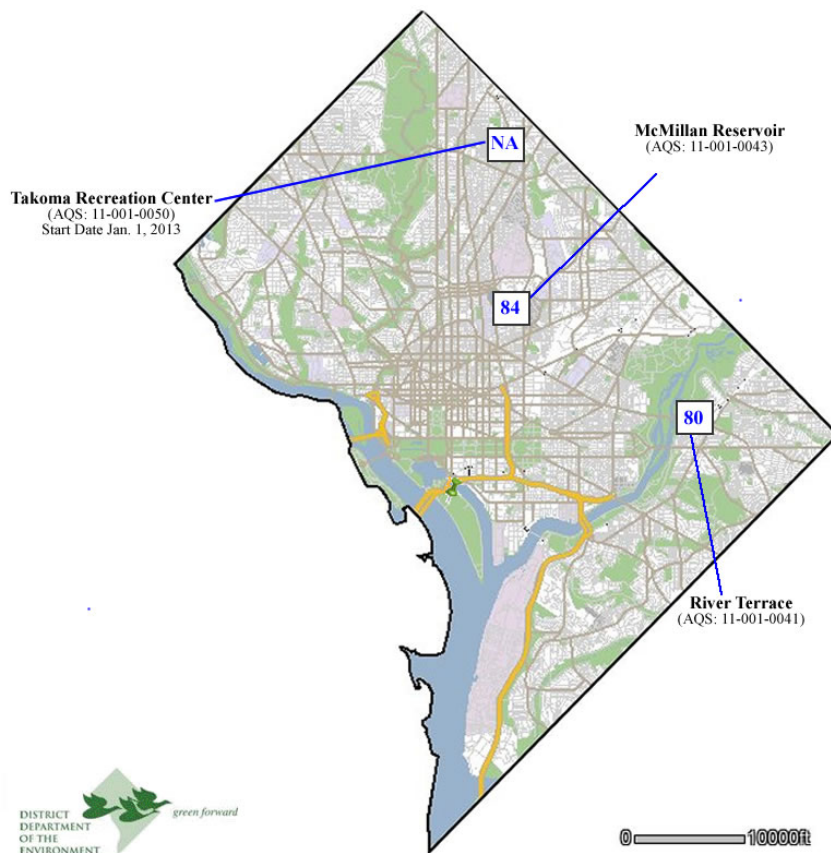 NA
McMillan Reservoir
(AQS: 11-001-0043)
Takoma Recreation Center
(AQS: 11-001-0050)
Start Date Jan. 1, 2013
84
80
River Terrace
(AQS: 11-001-0041)
green forward
DISTRICT
DEPARTMENT
OF THE
ENVIRONMENT
0 10000ft